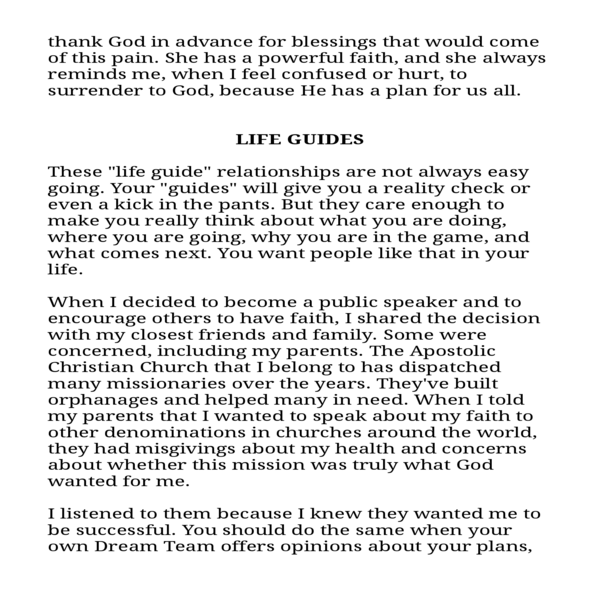 thank God in advance for blessings that would come
of this pain. She has a powerful faith, and she always
reminds me, when I feel confused or hurt, to
surrender to God, because He has a plan for us all.
LIFE GUIDES
These "life guide" relationships are not always easy
going. Your "guides" will give you a reality check or
even a kick in the pants. But they care enough to
make you really think about what you are doing,
where you are going, why you are in the game, and
what comes next. You want people like that in your
life.
When I decided to become a public speaker and to
encourage others to have faith, I shared the decision
with my closest friends and family. Some were
concerned, including my parents. The Apostolic
Christian Church that I belong to has dispatched
many missionaries over the years. They've built
orphanages and helped many in need. When I told
my parents that I wanted to speak about my faith to
other denominations in churches around the world,
they had misgivings about my health and concerns
about whether this mission was truly what God
wanted for me.
I listened to them because I knew they wanted me to
be successful. You should do the same when your
own Dream Team offers opinions about your plans,